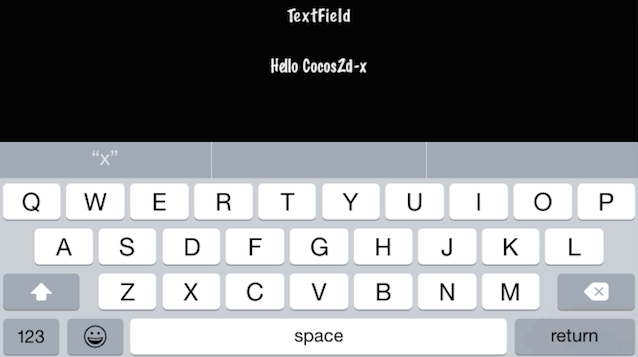 TextField
Hello Cocos2d-x
“x”
Q W E R T Y U I O P
A S D F G H J K L
Z X C V B N M
123 space return